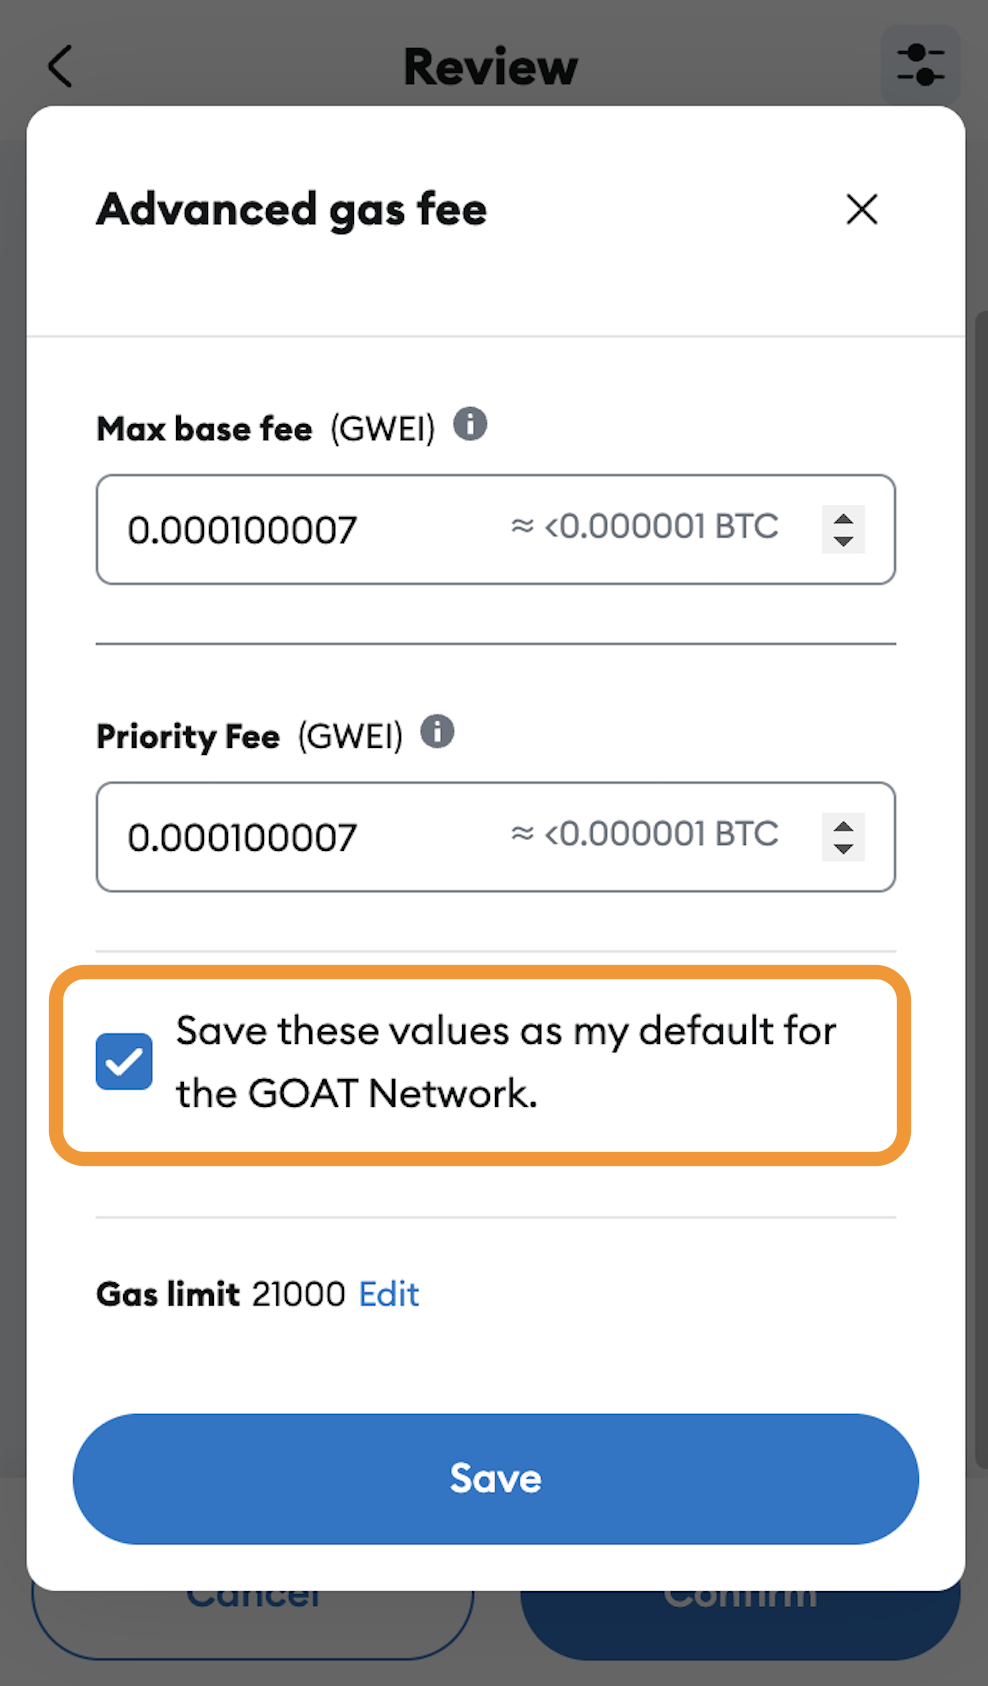 Review
Advanced gas fee
Max base fee (GWEI)
0.000100007 ≈ <0.000001 BTC
Priority Fee (GWEI)
0.000100007 ≈ <0.000001 BTC
Save these values as my default for
the GOAT Network.
Gas limit 21000 Edit
Save
Cancel Confirm